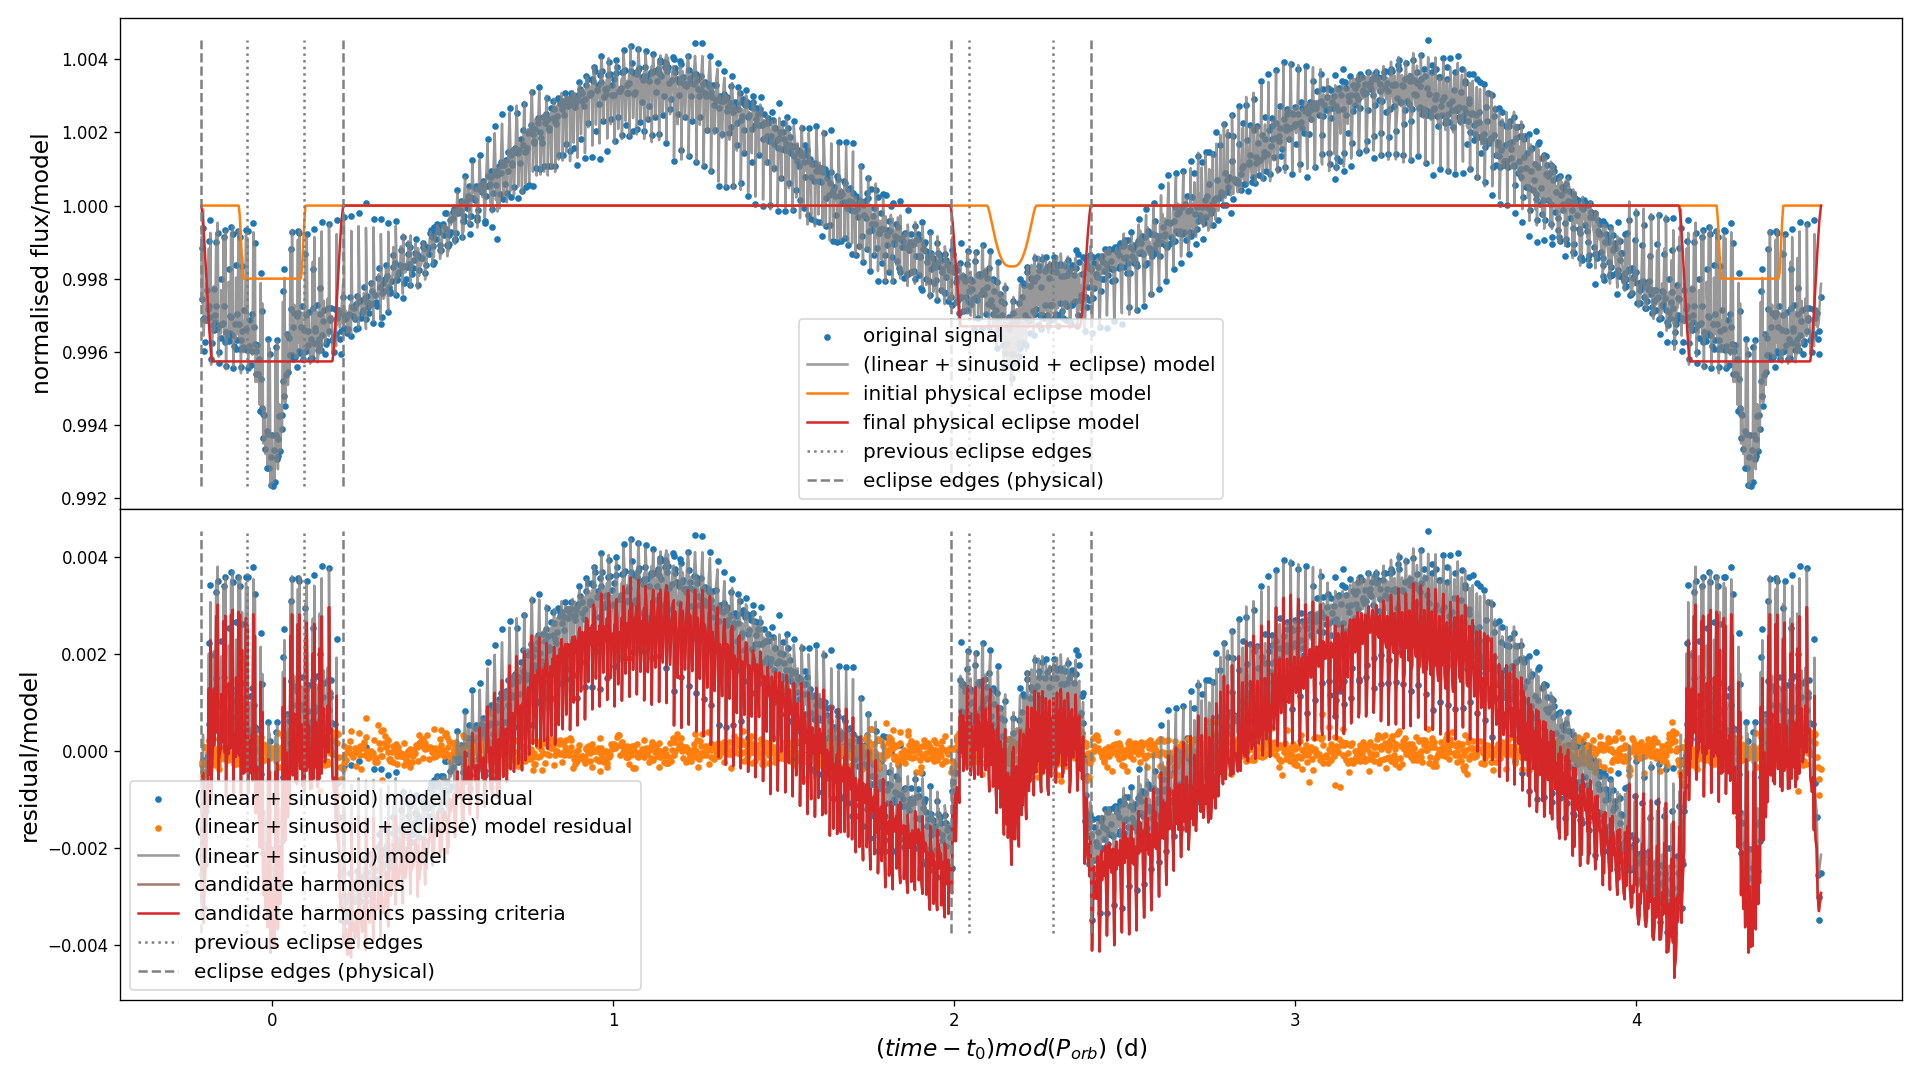 normalised flux/model
1.004
1.002
1.000
0.998
0.996
0.994
0.992
original signal
(linear + sinusoid + eclipse) model
initial physical eclipse model
final physical eclipse model
previous eclipse edges
eclipse edges (physical)
residual/model
0.004
0.002
0.000
−0.002
−0.004
(linear + sinusoid) model residual
(linear + sinusoid + eclipse) model residual
(linear + sinusoid) model
candidate harmonics
candidate harmonics passing criteria
previous eclipse edges
eclipse edges (physical)
0 1 2 3 4
(time − t₀)mod(P_orb) (d)